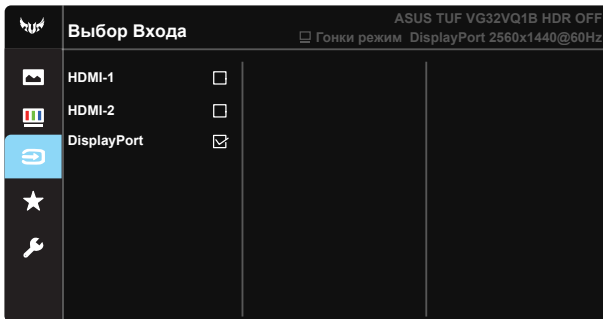 ASUS TUF VG32VQ1B HDR OFF
Выбор Входа
Гонки режим DisplayPort 2560x1440@60Hz
HDMI-1
HDMI-2
DisplayPort